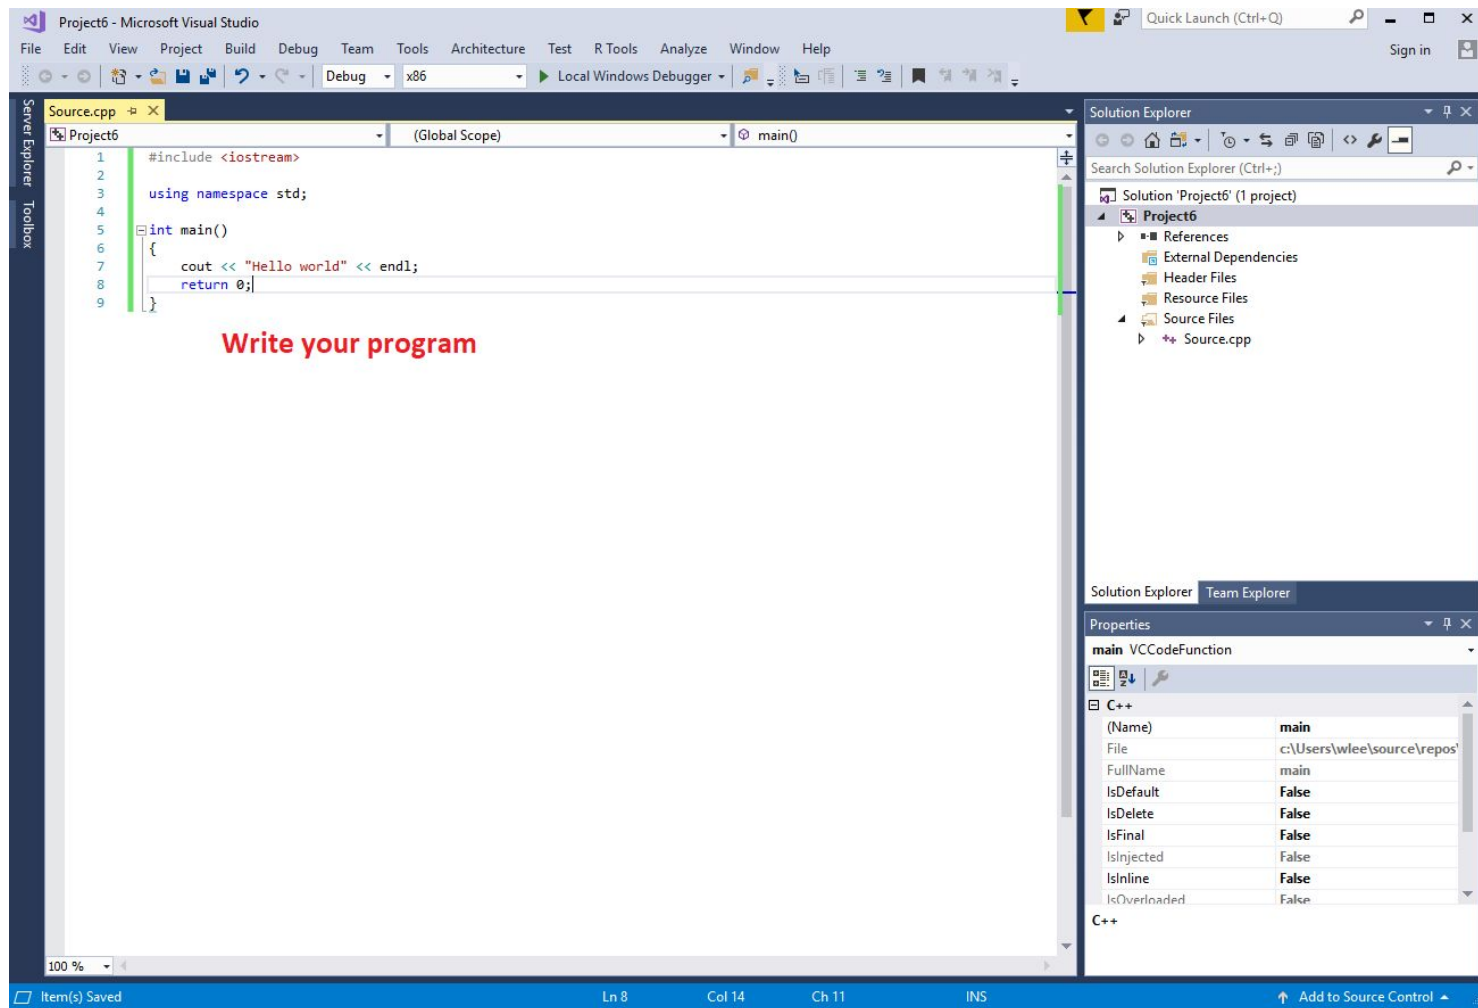 Project6 - Microsoft Visual Studio
Quick Launch (Ctrl+Q)
File Edit View Project Build Debug Team Tools Architecture Test R Tools Analyze Window Help
Sign in
Debug x86 Local Windows Debugger
Server Explorer
Toolbox
Source.cpp
Project6 (Global Scope) main()
1 #include <iostream>
2
3 using namespace std;
4
5 int main()
6 {
7 cout << "Hello world" << endl;
8 return 0;
9 }
Write your program
100 %
Solution Explorer
Search Solution Explorer (Ctrl+;)
Solution 'Project6' (1 project)
Project6
References
External Dependencies
Header Files
Resource Files
Source Files
Source.cpp
Solution Explorer Team Explorer
Properties
main VCCodeFunction
C++
(Name) main
File c:\Users\wlee\source\repos\
FullName main
IsDefault False
IsDelete False
IsFinal False
IsInjected False
IsInline False
IsOverloaded False
C++
Item(s) Saved Ln 8 Col 14 Ch 11 INS Add to Source Control